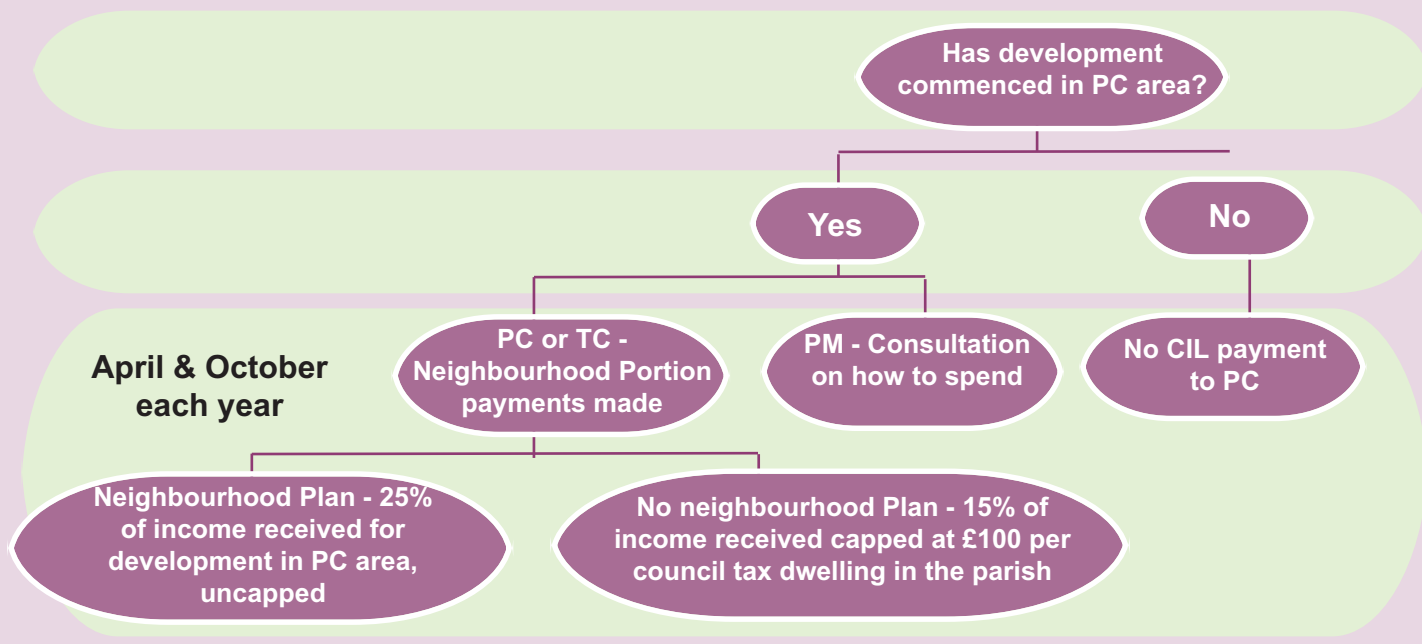 Has development
commenced in PC area?
Yes
No
April & October
each year
PC or TC -
Neighbourhood Portion
payments made
PM - Consultation
on how to spend
No CIL payment
to PC
Neighbourhood Plan - 25%
of income received for
development in PC area,
uncapped
No neighbourhood Plan - 15% of
income received capped at £100 per
council tax dwelling in the parish